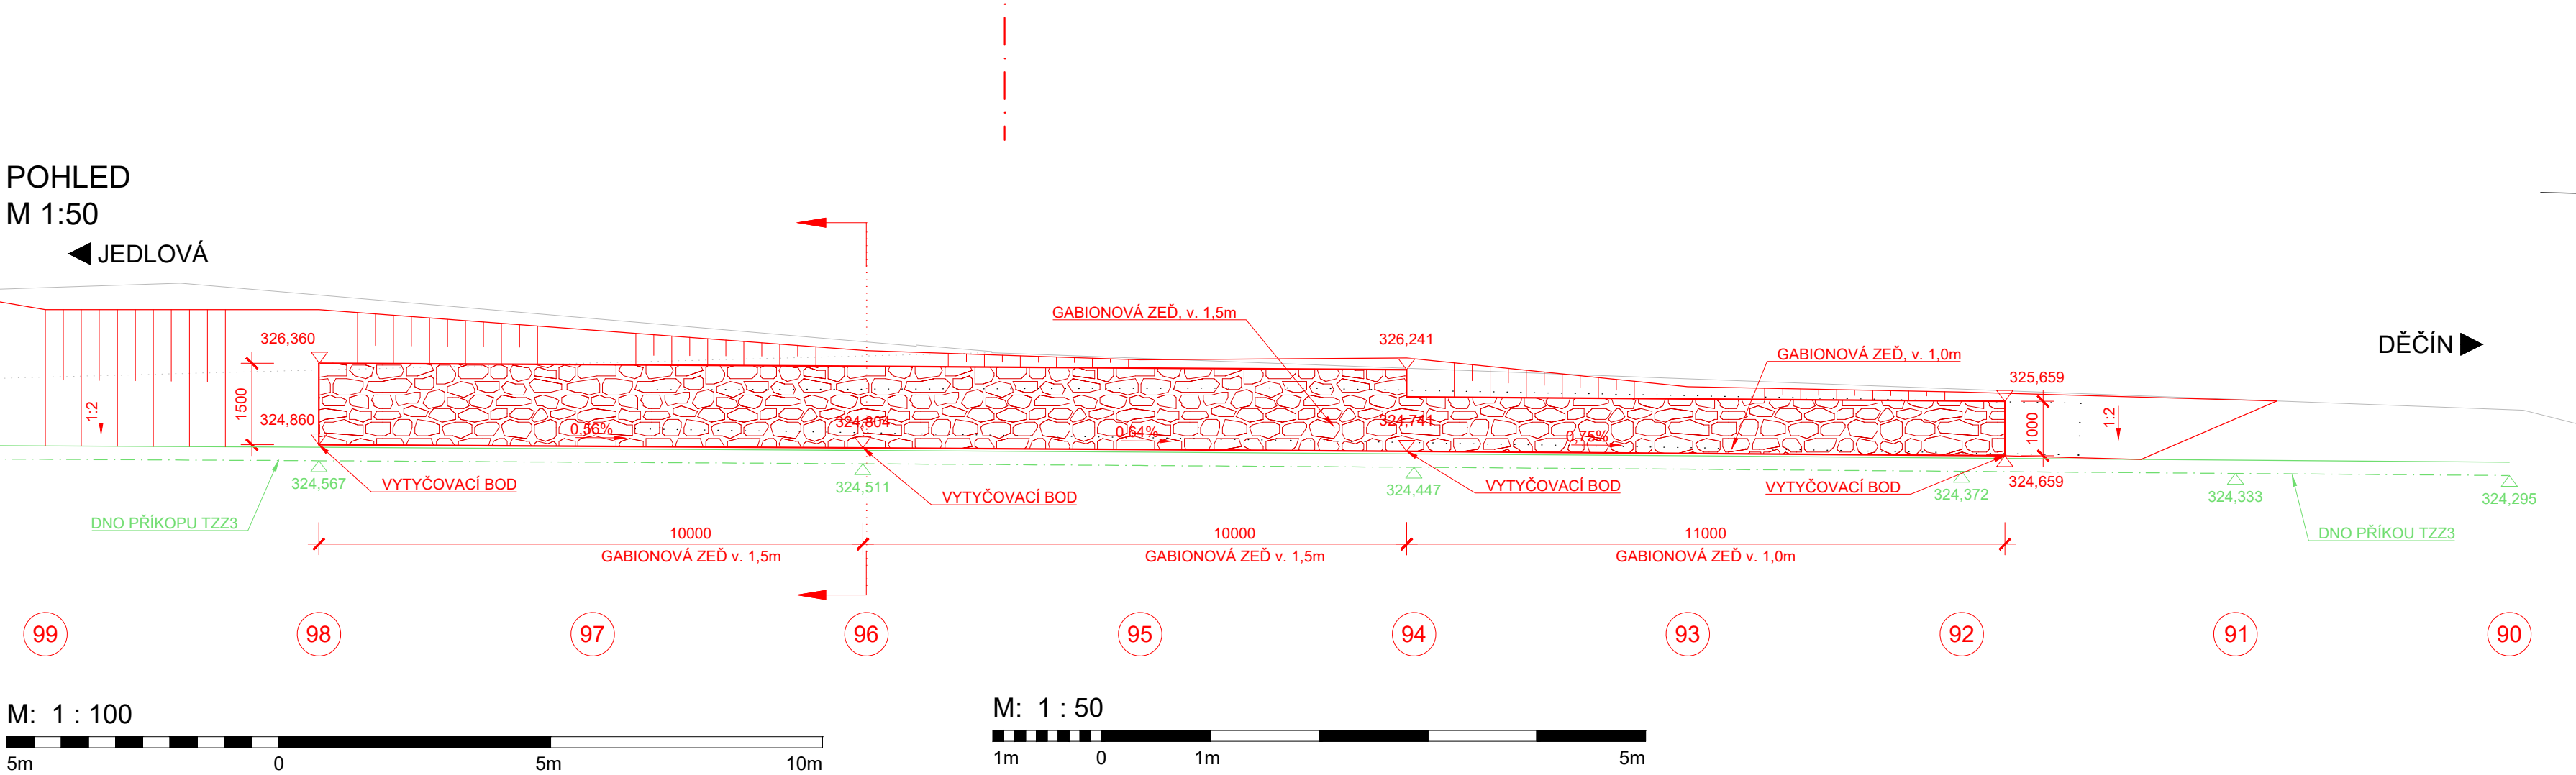 POHLED
M 1:50
JEDLOVÁ
DĚČÍN
GABIONOVÁ ZEĎ, v. 1,5m
326,360
326,241
GABIONOVÁ ZEĎ, v. 1,0m
325,659
1500
1:2
324,860
0,56%
324,804
0,64%
324,741
0,75%
1000
1:2
324,567
VYTYČOVACÍ BOD
324,511
VYTYČOVACÍ BOD
324,447
VYTYČOVACÍ BOD
VYTYČOVACÍ BOD
324,372
324,659
324,333
324,295
DNO PŘÍKOPU TZZ3
DNO PŘÍKOU TZZ3
10000
10000
11000
GABIONOVÁ ZEĎ v. 1,5m
GABIONOVÁ ZEĎ v. 1,5m
GABIONOVÁ ZEĎ v. 1,0m
99
98
97
96
95
94
93
92
91
90
M: 1 : 100
5m 0 5m 10m
M: 1 : 50
1m 0 1m 5m